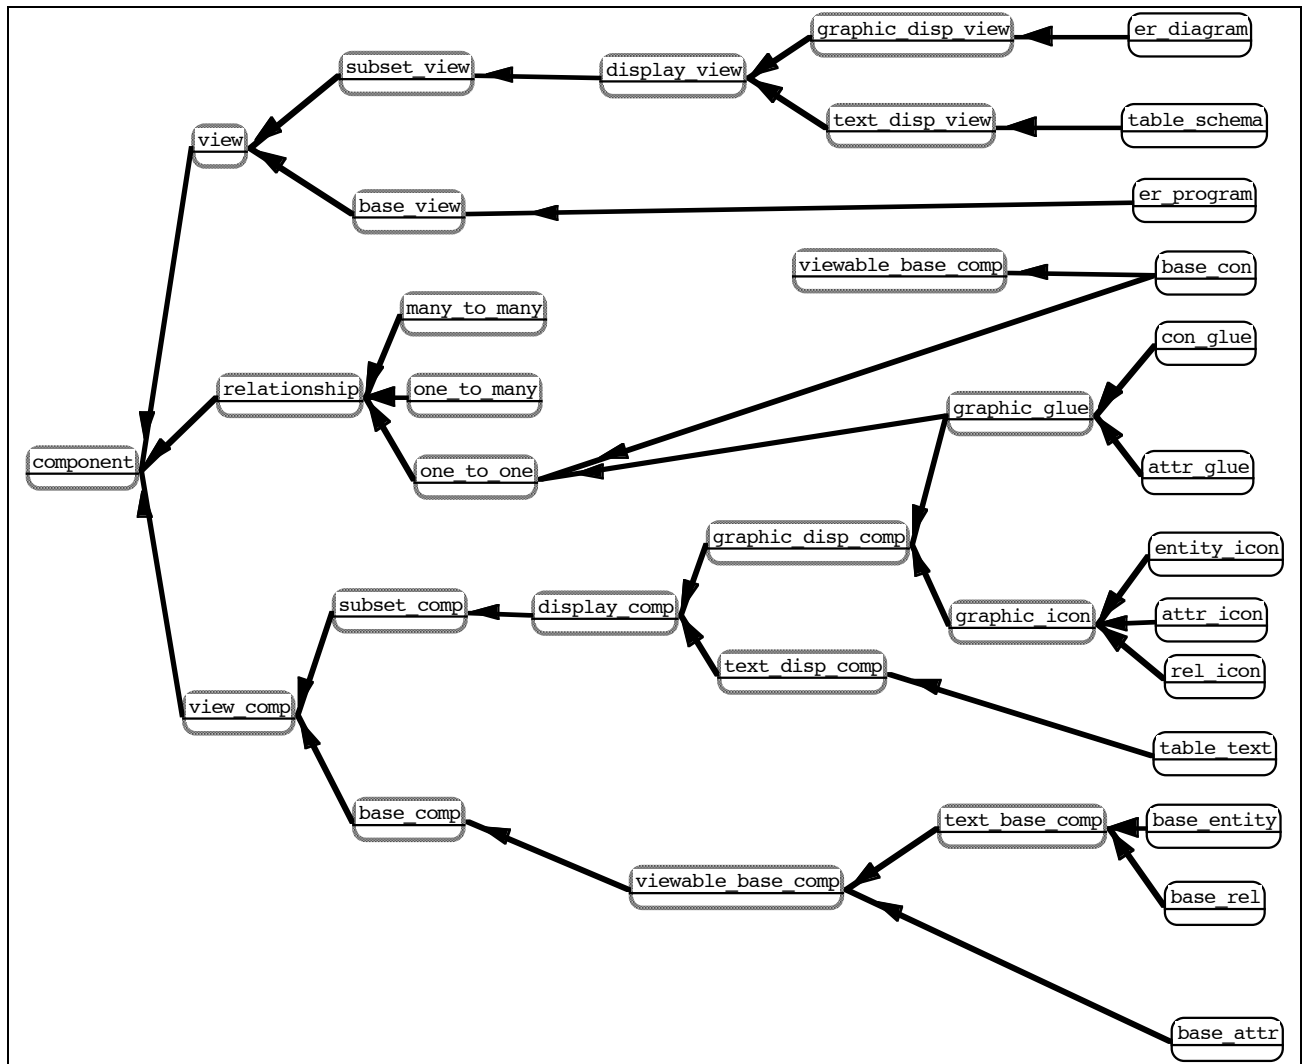 graphic_disp_view
er_diagram
subset_view
display_view
text_disp_view
table_schema
view
base_view
er_program
viewable_base_comp
base_con
many_to_many
con_glue
relationship
one_to_many
graphic_glue
component
one_to_one
attr_glue
graphic_disp_comp
entity_icon
subset_comp
display_comp
graphic_icon
attr_icon
text_disp_comp
rel_icon
view_comp
table_text
base_comp
text_base_comp
base_entity
viewable_base_comp
base_rel
base_attr